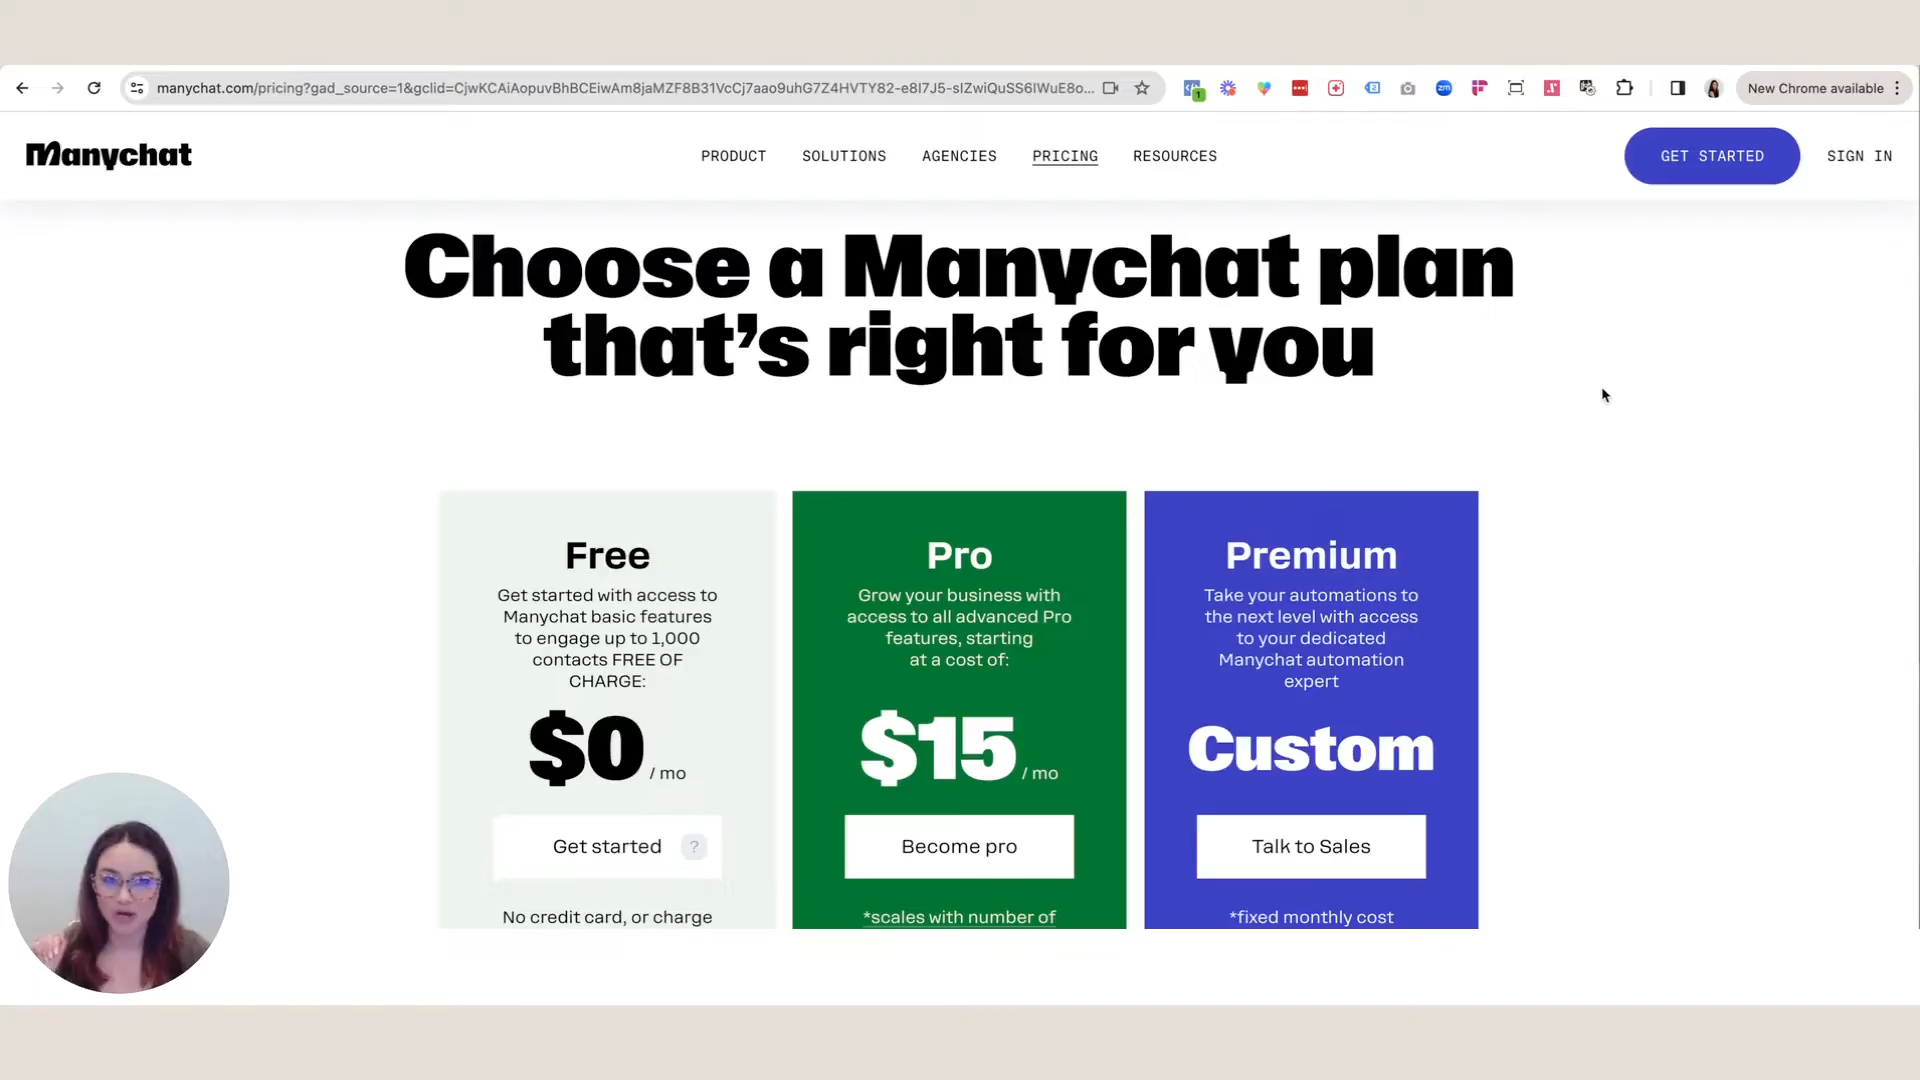 manychat.com/pricing?gad_source=1&gclid=CjwKCAiAopuvBhBCEiwAm8jaMZF8B31VcCj7aao9uhG7Z4HVTY82-e8I7J5-sIZwiQuSS6IWuE8o...
1
zm
New Chrome available
Manychat
PRODUCT
SOLUTIONS
AGENCIES
PRICING
RESOURCES
GET STARTED
SIGN IN
Choose a Manychat plan
that’s right for you
Free
Get started with access to
Manychat basic features
to engage up to 1,000
contacts FREE OF
CHARGE:
$0 / mo
Get started ?
No credit card, or charge
Pro
Grow your business with
access to all advanced Pro
features, starting
at a cost of:
$15 / mo
Become pro
*scales with number of
Premium
Take your automations to
the next level with access
to your dedicated
Manychat automation
expert
Custom
Talk to Sales
*fixed monthly cost